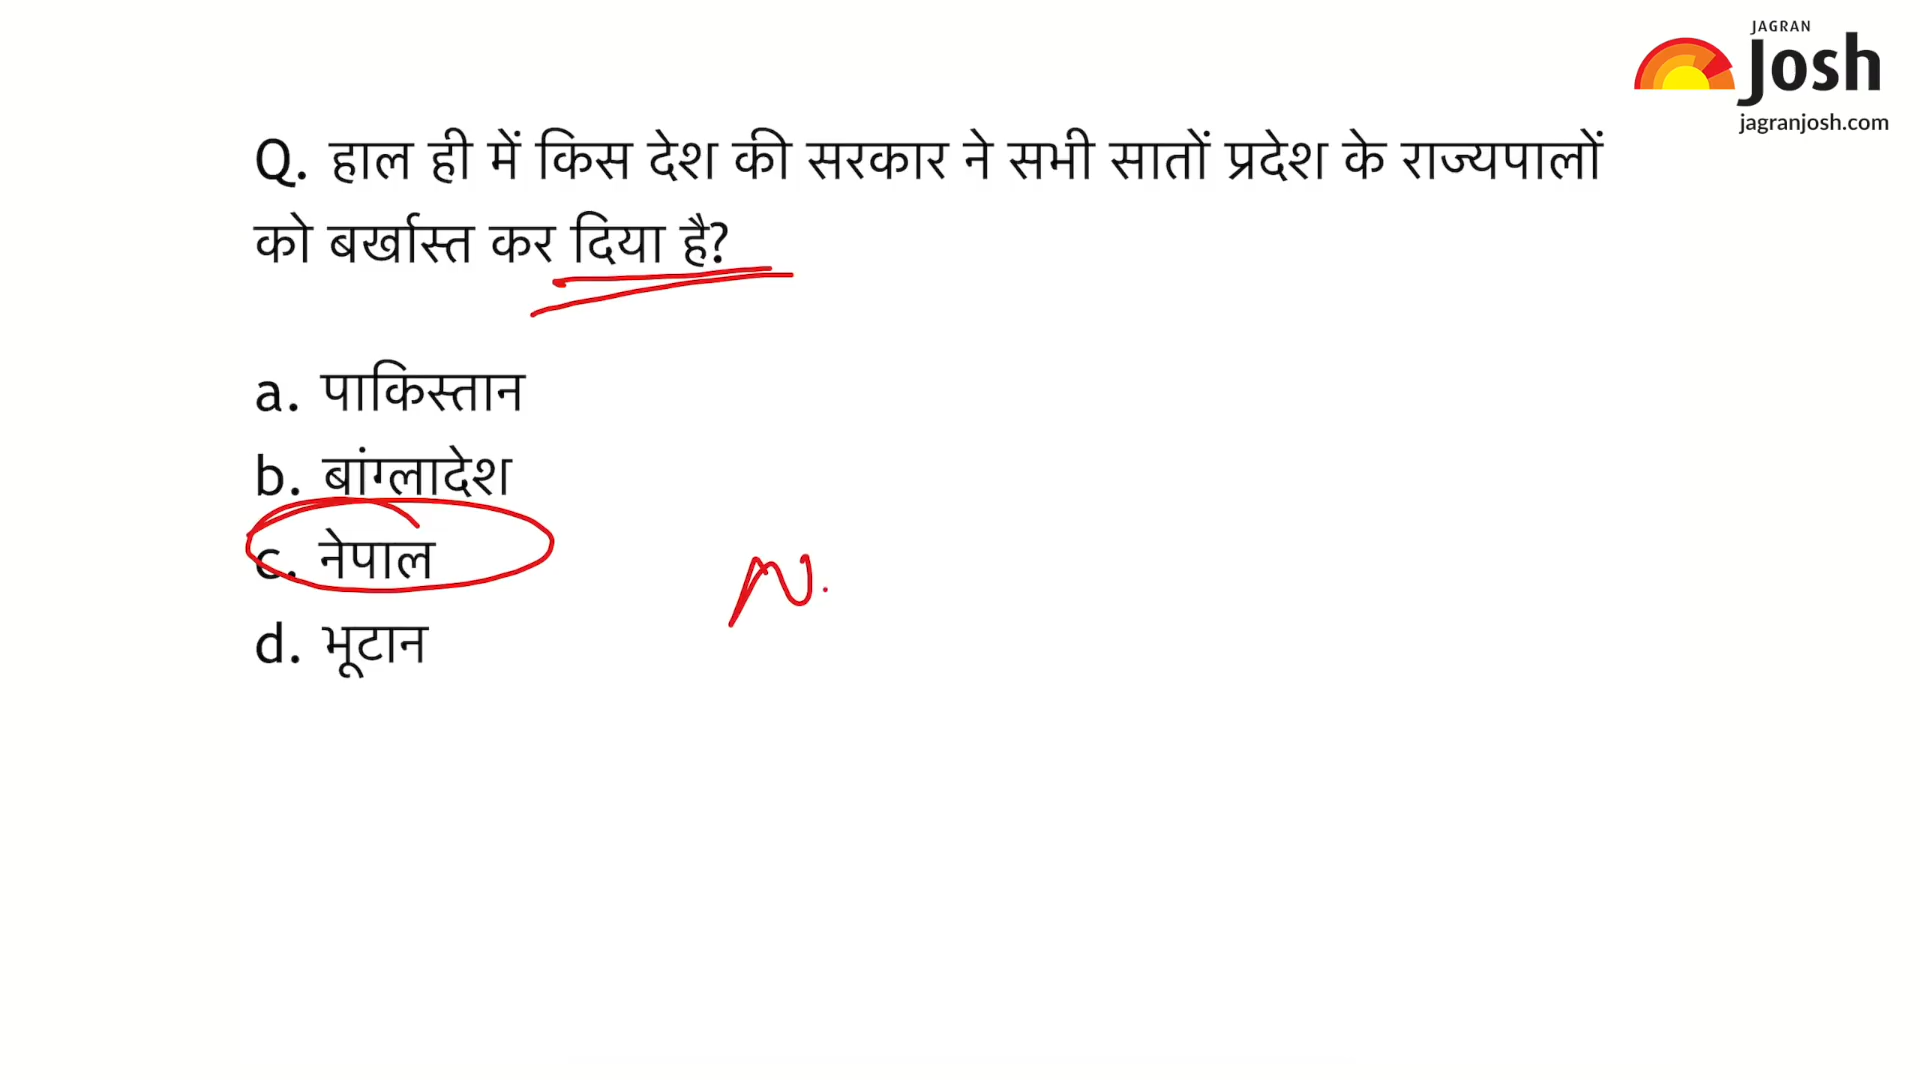 JAGRAN
Josh
jagranjosh.com
Q. हाल ही में किस देश की सरकार ने सभी सातों प्रदेश के राज्यपालों
को बर्खास्त कर दिया है?
a. पाकिस्तान
b. बांग्लादेश
c. नेपाल
d. भूटान
N.